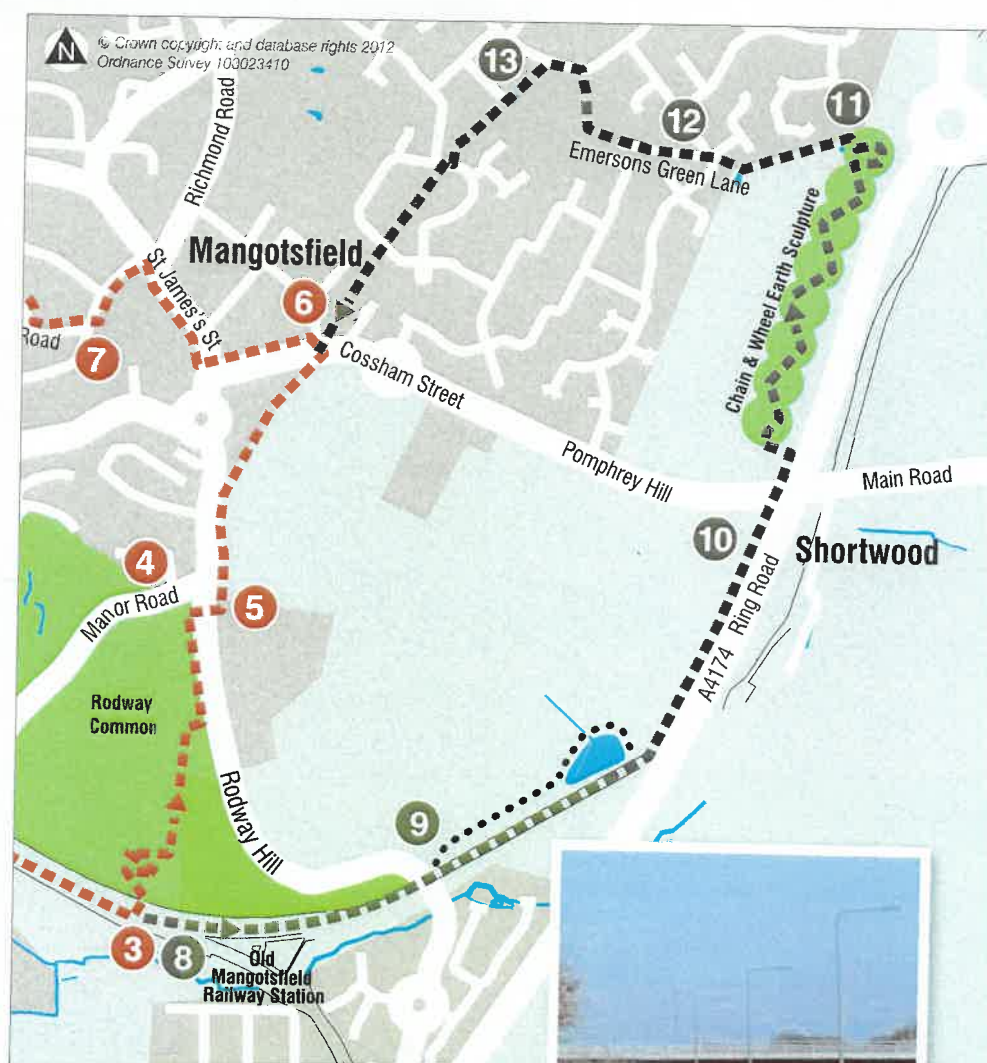 N
© Crown copyright and database rights 2012
Ordnance Survey 100023410
13
12
11
Richmond Road
Emersons Green Lane
Mangotsfield
Chain & Wheel Earth Sculpture
St James's St
6
Road
7
Cossham Street
Pomphrey Hill
Main Road
10
Shortwood
4
Manor Road
5
A4174 Ring Road
Rodway
Common
Rodway Hill
9
3
8
Old
Mangotsfield
Railway Station